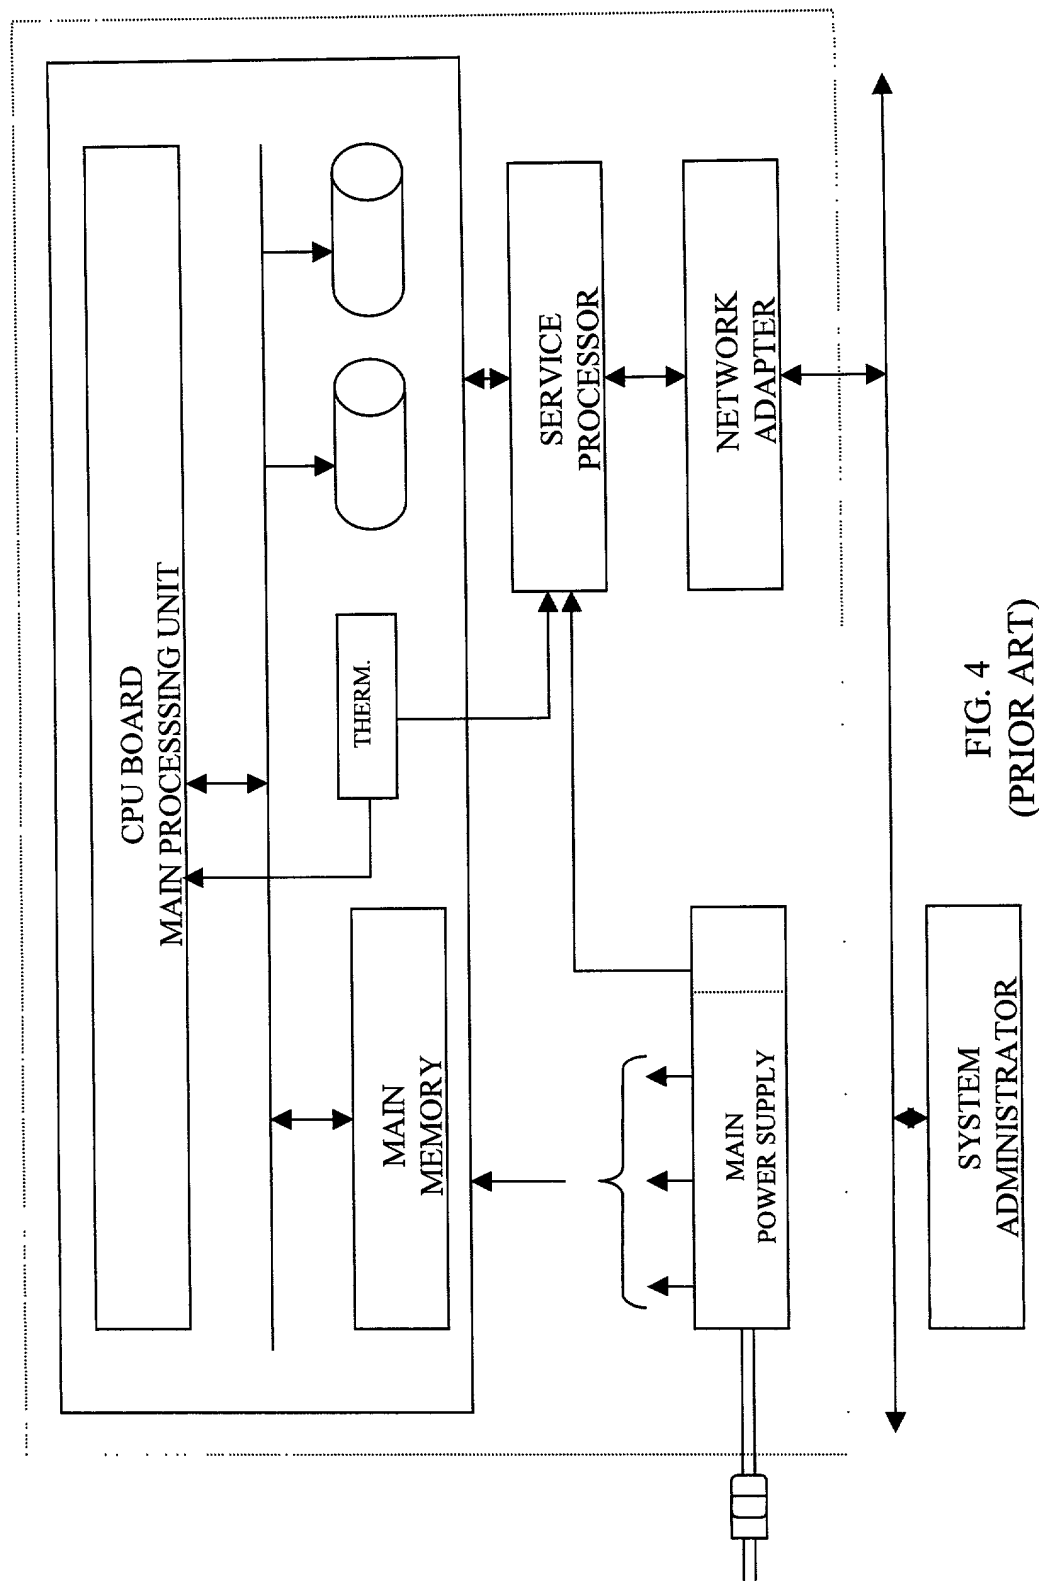 CPU BOARD
MAIN PROCESSSING UNIT
MAIN
MEMORY
THERM.
SERVICE
PROCESSOR
MAIN
POWER SUPPLY
NETWORK
ADAPTER
SYSTEM
ADMINISTRATOR
FIG. 4
(PRIOR ART)